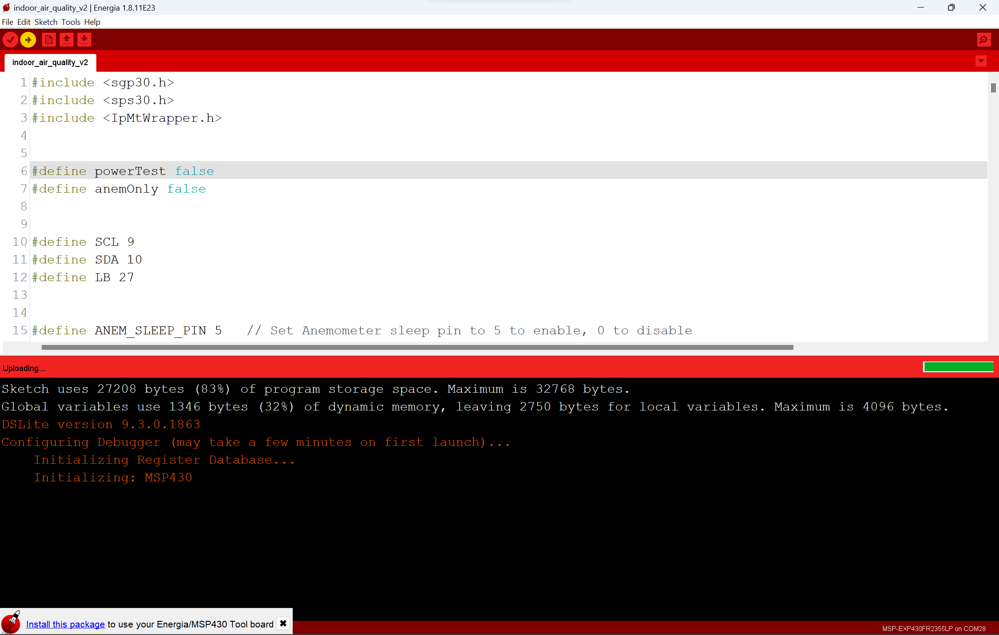 indoor_air_quality_v2 | Energia 1.8.11E23
File Edit Sketch Tools Help
indoor_air_quality_v2
1 #include <sgp30.h>
2 #include <sps30.h>
3 #include <IpMtWrapper.h>
4
5
6 #define powerTest false
7 #define anemOnly false
8
9
10 #define SCL 9
11 #define SDA 10
12 #define LB 27
13
14
15 #define ANEM_SLEEP_PIN 5   // Set Anemometer sleep pin to 5 to enable, 0 to disable
Uploading...
Sketch uses 27208 bytes (83%) of program storage space. Maximum is 32768 bytes.
Global variables use 1346 bytes (32%) of dynamic memory, leaving 2750 bytes for local variables. Maximum is 4096 bytes.
DSLite version 9.3.0.1863
Configuring Debugger (may take a few minutes on first launch)...
    Initializing Register Database...
    Initializing: MSP430
Install this package to use your Energia/MSP430 Tool board
MSP-EXP430FR2355LP on COM28